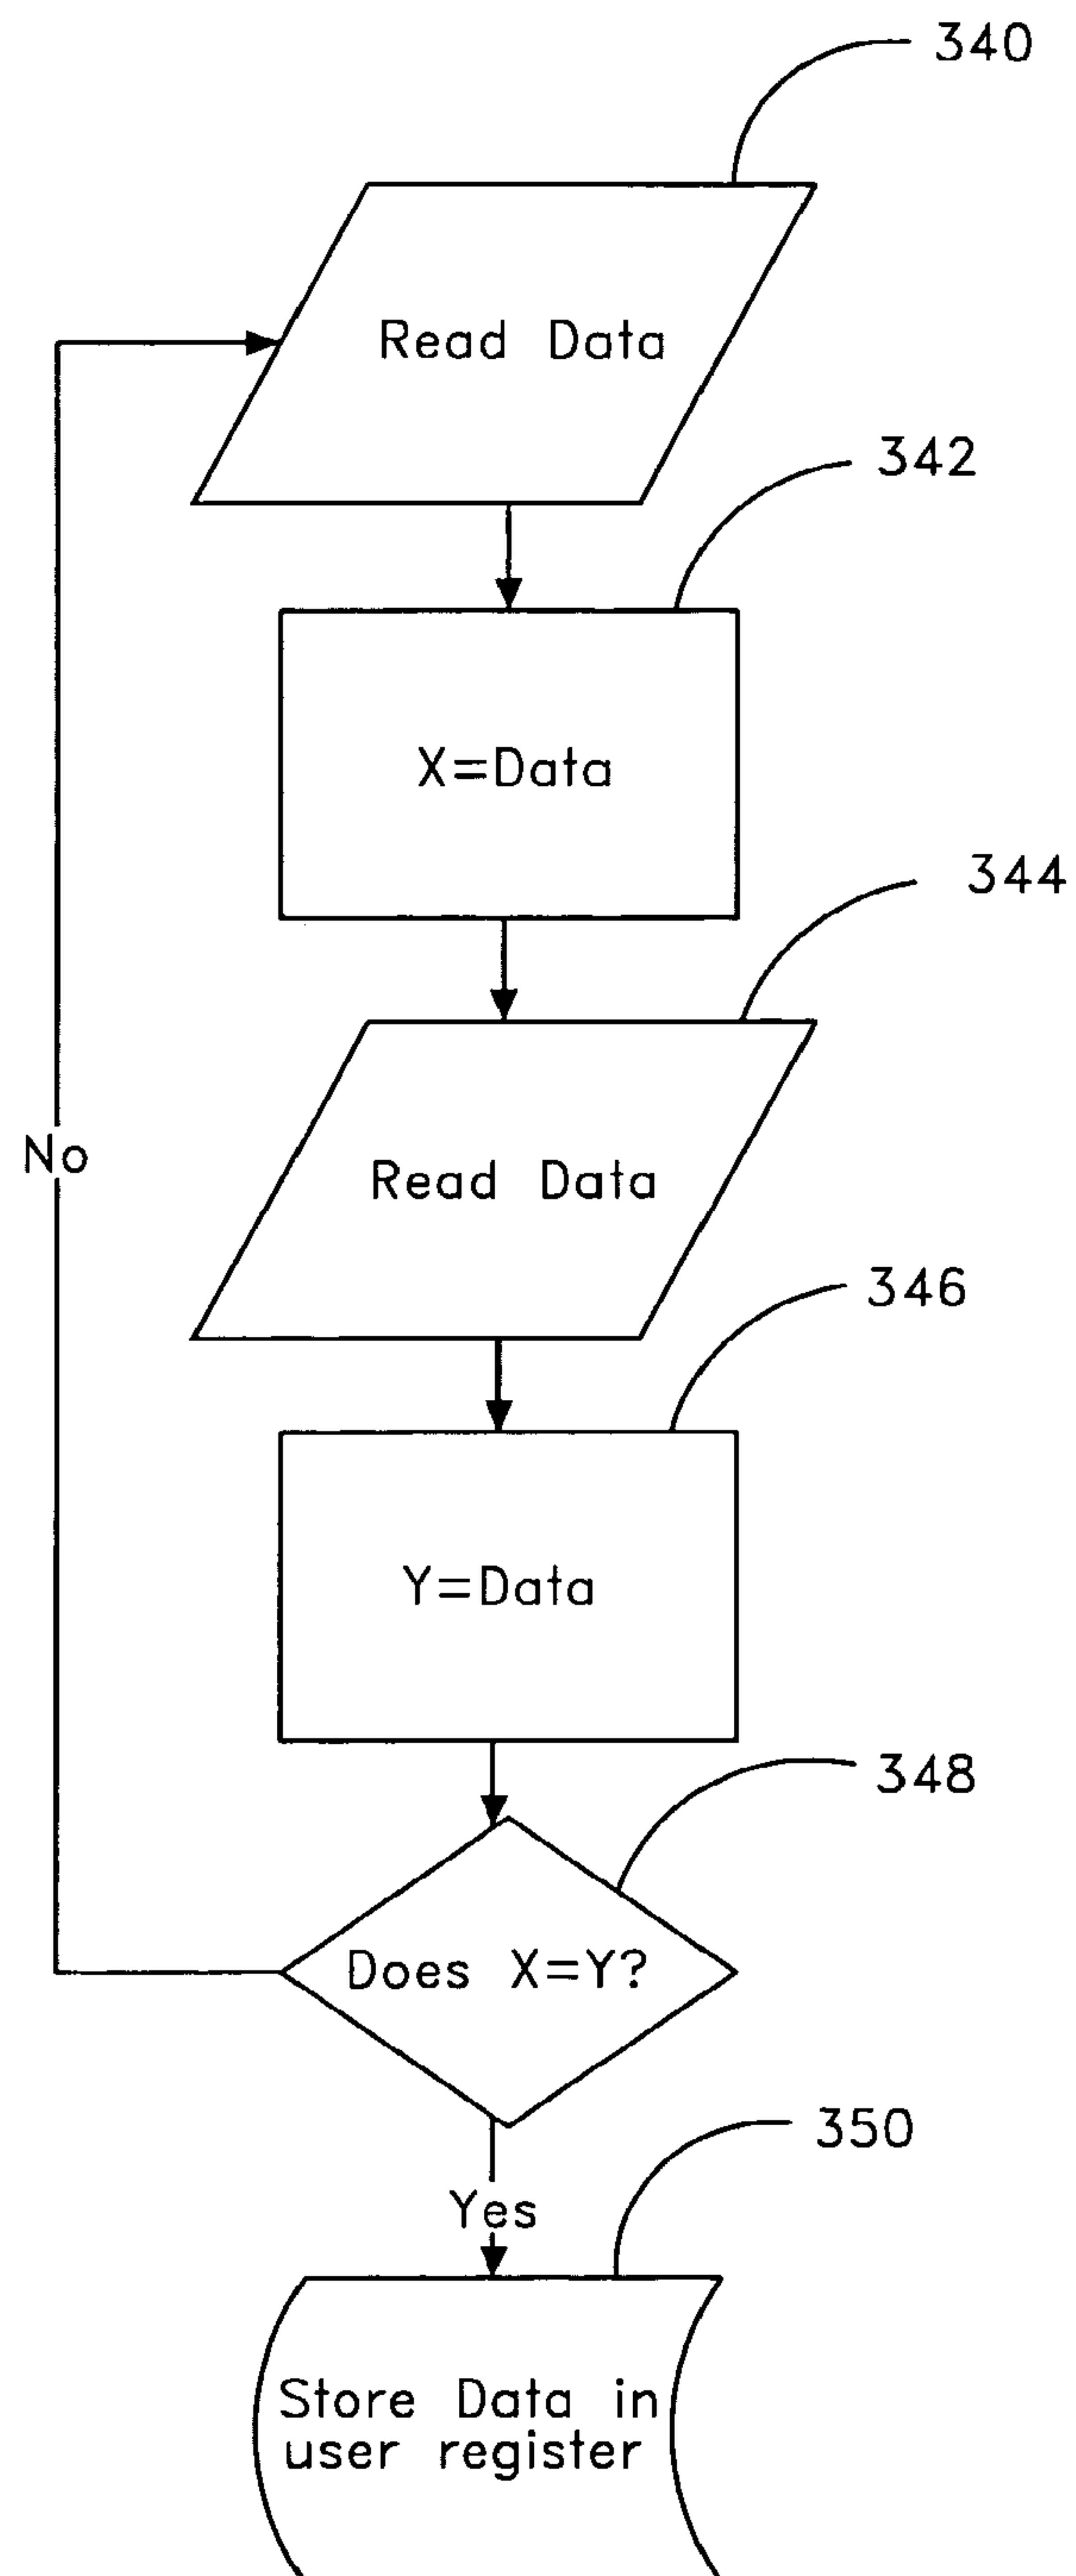 340
Read Data
342
X=Data
344
Read Data
No
346
Y=Data
348
Does X=Y?
350
Yes
Store Data in
user register